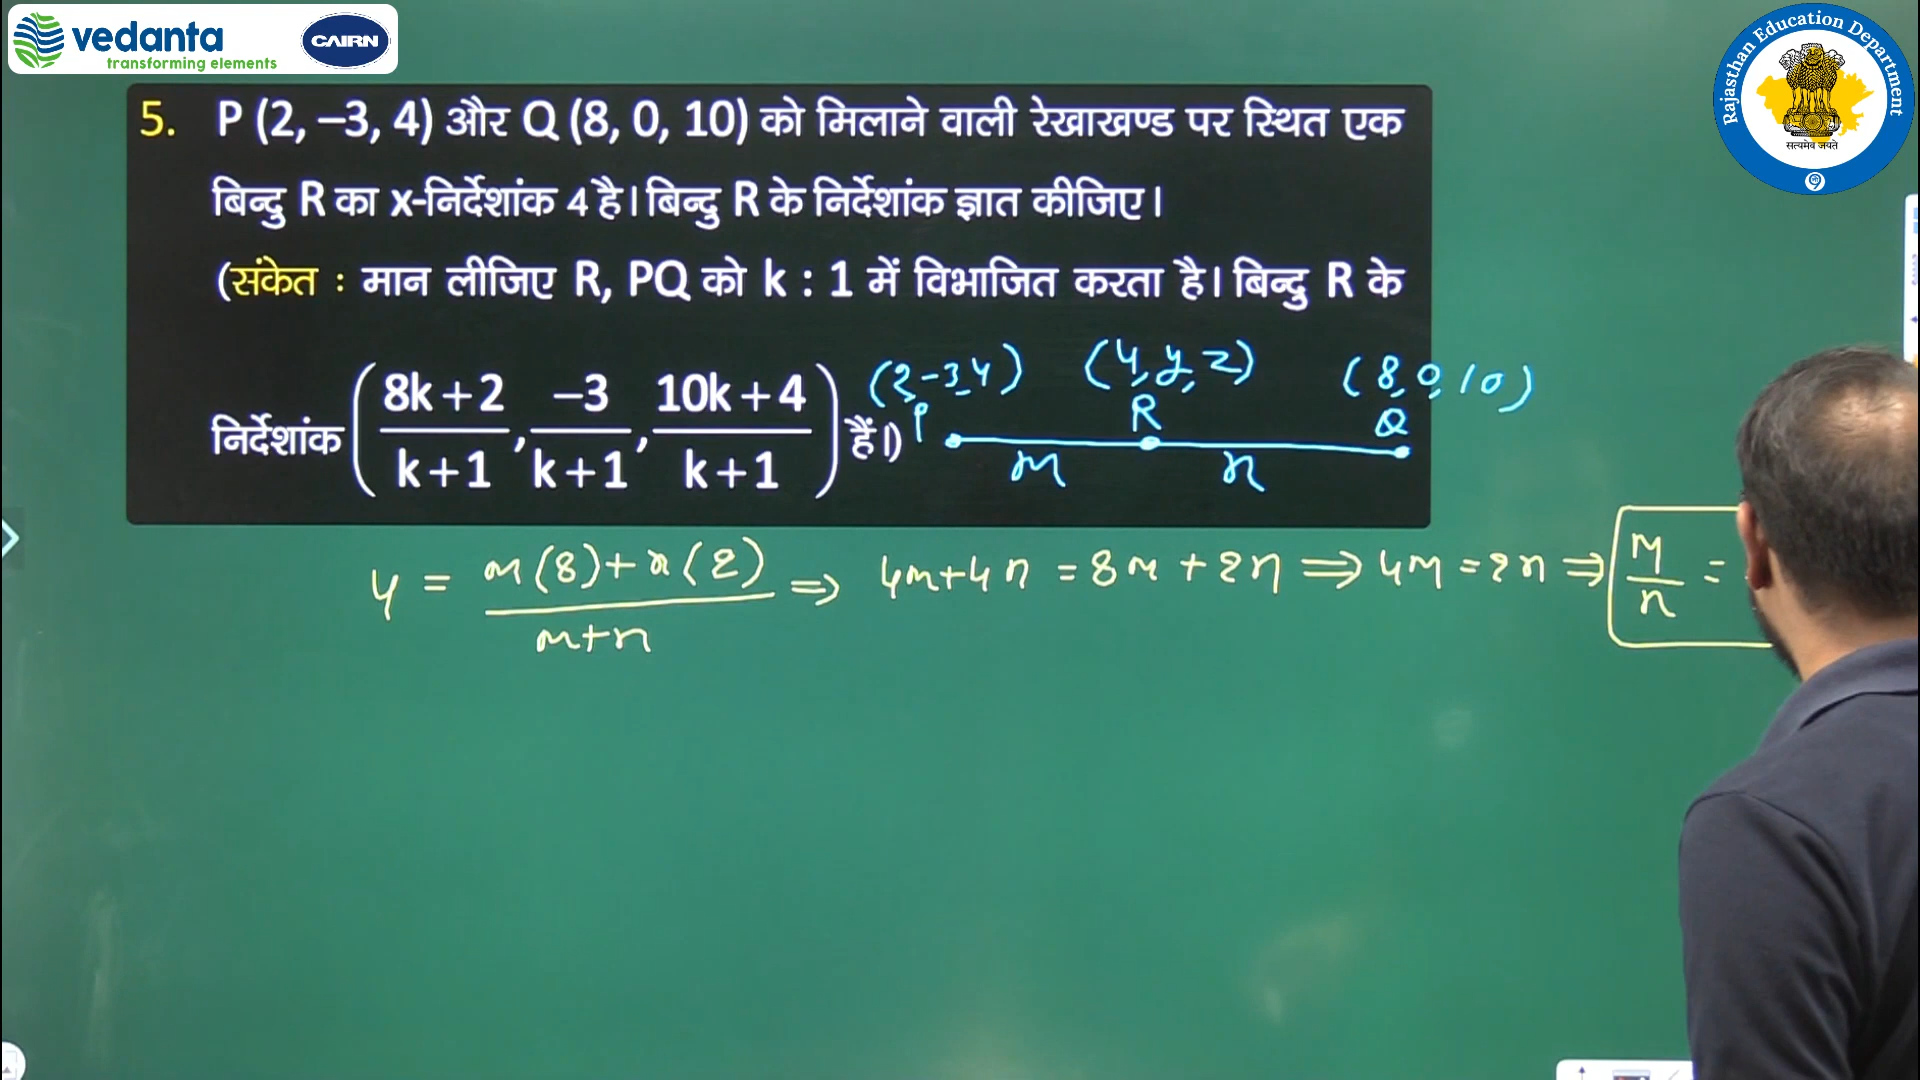 vedanta
transforming elements
CAIRN
Rajasthan Education Department
सत्यमेव जयते
5. P (2, –3, 4) और Q (8, 0, 10) को मिलाने वाली रेखाखण्ड पर स्थित एक
बिन्दु R का x-निर्देशांक 4 है। बिन्दु R के निर्देशांक ज्ञात कीजिए।
(संकेत : मान लीजिए R, PQ को k : 1 में विभाजित करता है। बिन्दु R के
निर्देशांक (8k+2/k+1, –3/k+1, 10k+4/k+1) हैं।)
(2,-3,4) (4,y,z) (8,0,10)
P R Q
m n
4 = m(8)+n(2)/m+n ⇒ 4m+4n = 8m+2n ⇒ 4m=2n ⇒ m/n =